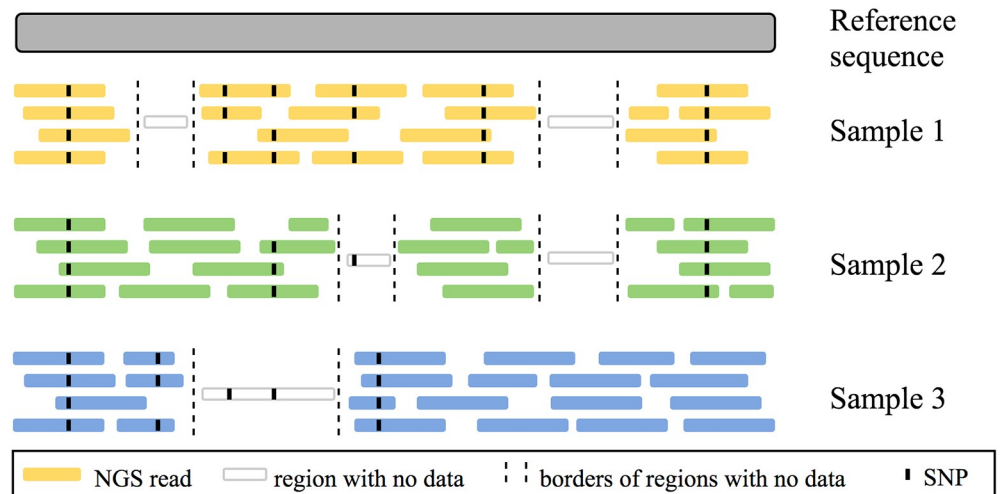 Reference
sequence
Sample 1
Sample 2
Sample 3
NGS read
region with no data
borders of regions with no data
SNP